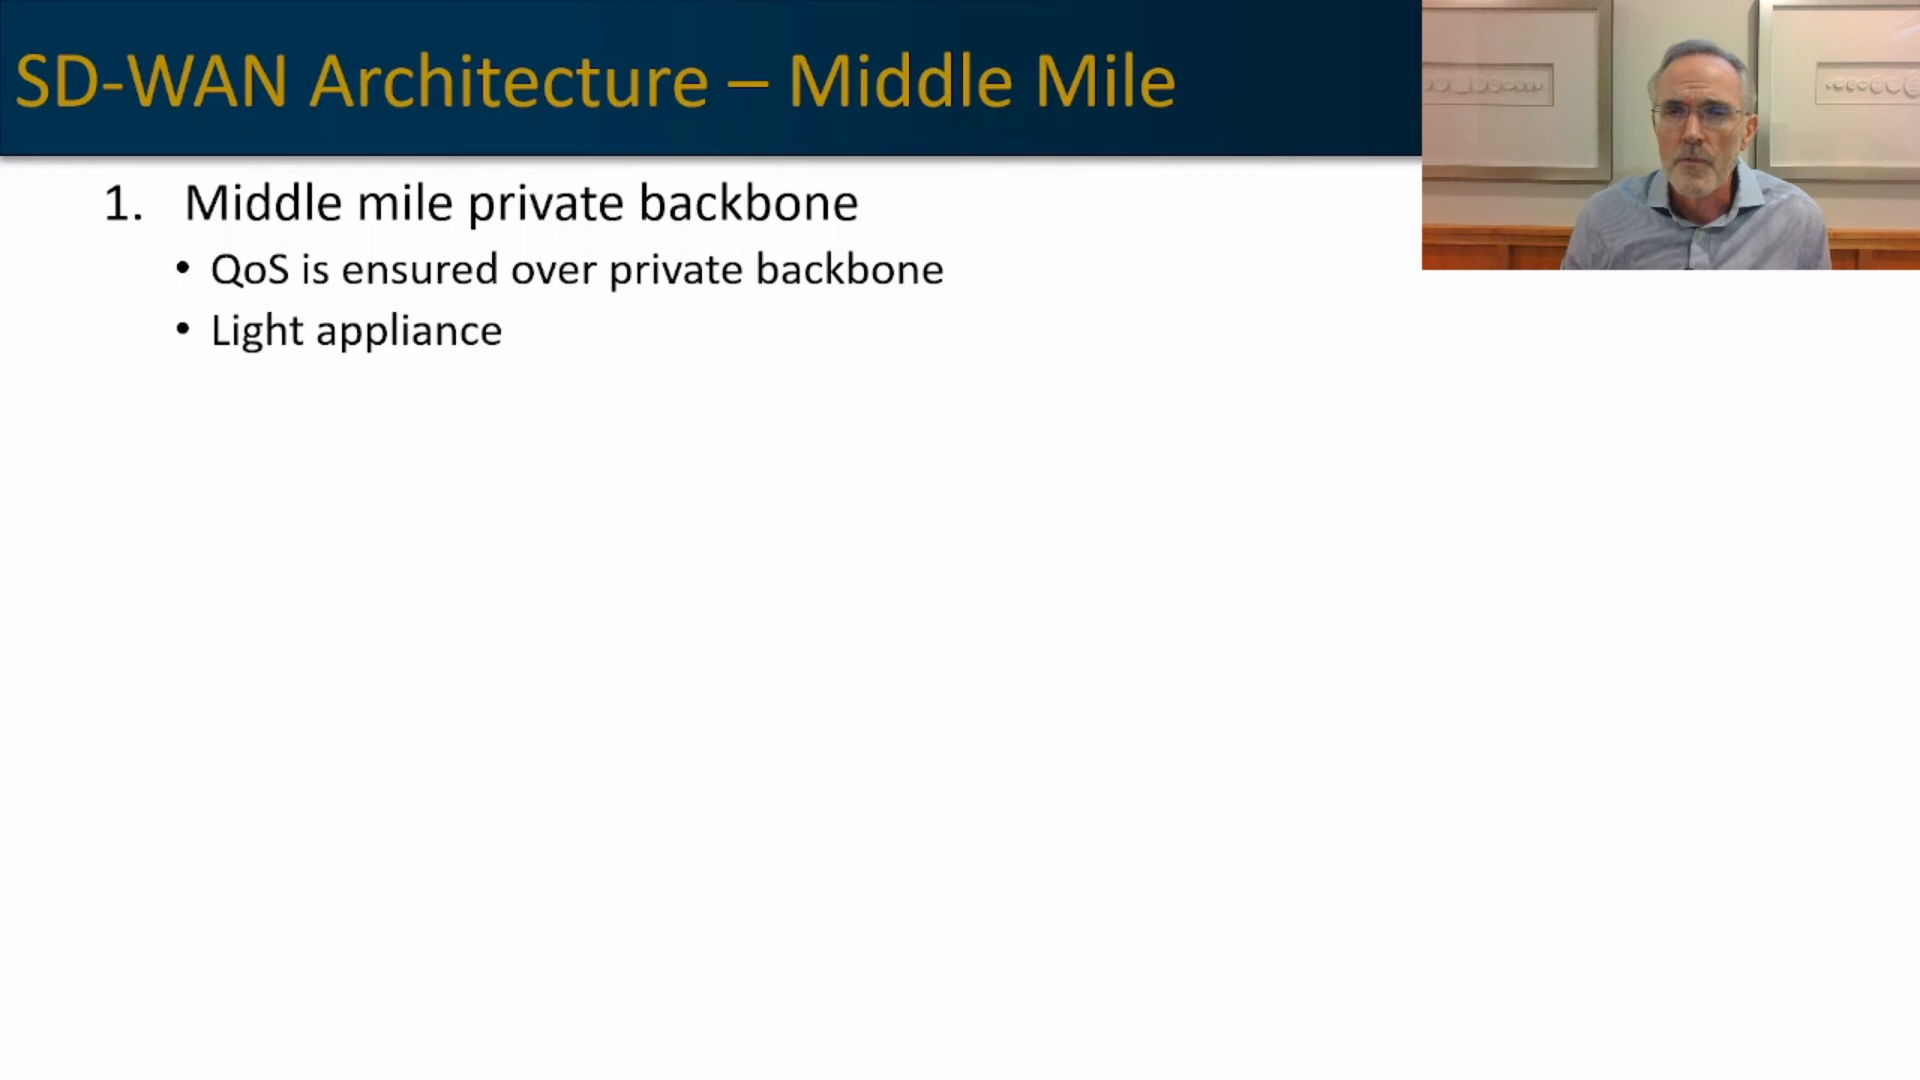 SD-WAN Architecture – Middle Mile
1. Middle mile private backbone
• QoS is ensured over private backbone
• Light appliance